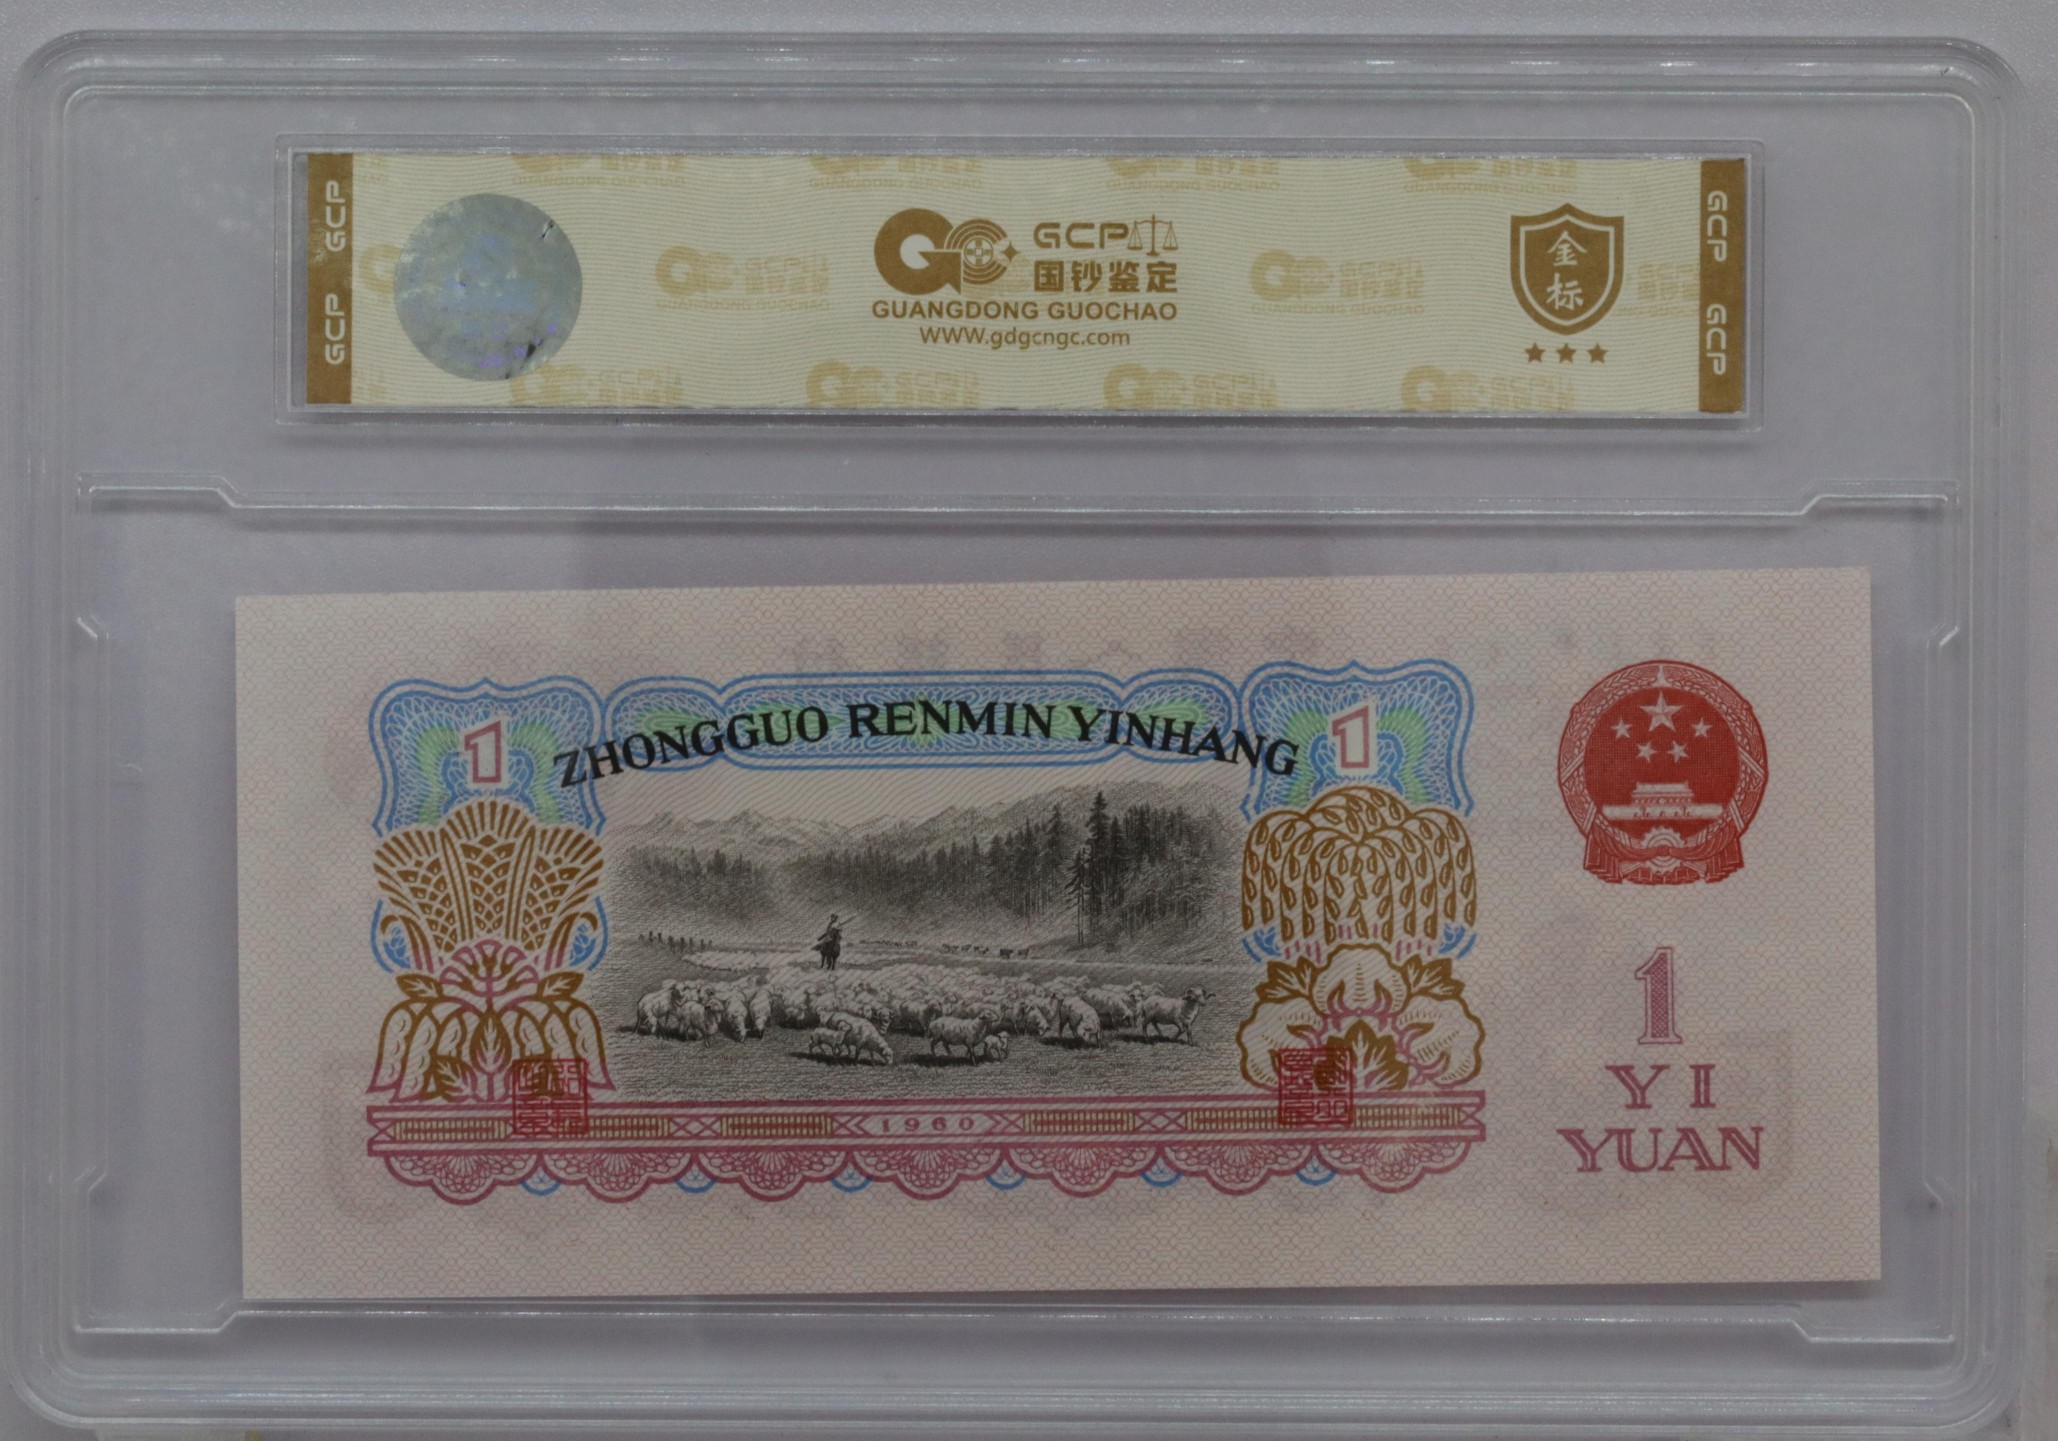 GCP GCP
GCP
国钞鉴定
GUANGDONG GUOCHAO
WWW.gdgcngc.com
金
标
GCP GCP
1
ZHONGGUO RENMIN YINHANG
1
1960
1
YI
YUAN